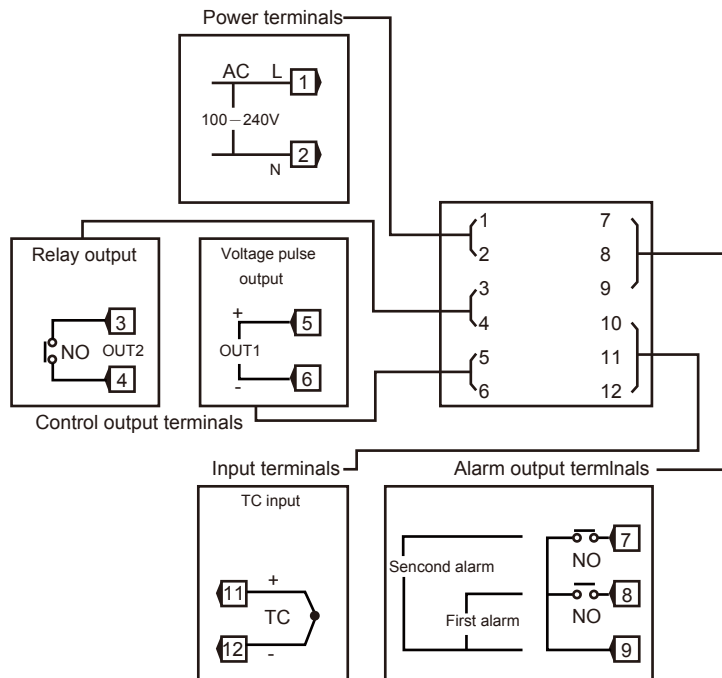 Power terminals
AC L 1
100－240V
2
N
1 7
2 8
3 9
4 10
5 11
6 12
Relay output
3
NO OUT2
4
Voltage pulse
output
+ 5
OUT1
- 6
Control output terminals
Input terminals
TC input
11 +
TC
12 -
Alarm output termlnals
7
Sencond alarm NO
8
First alarm NO
9